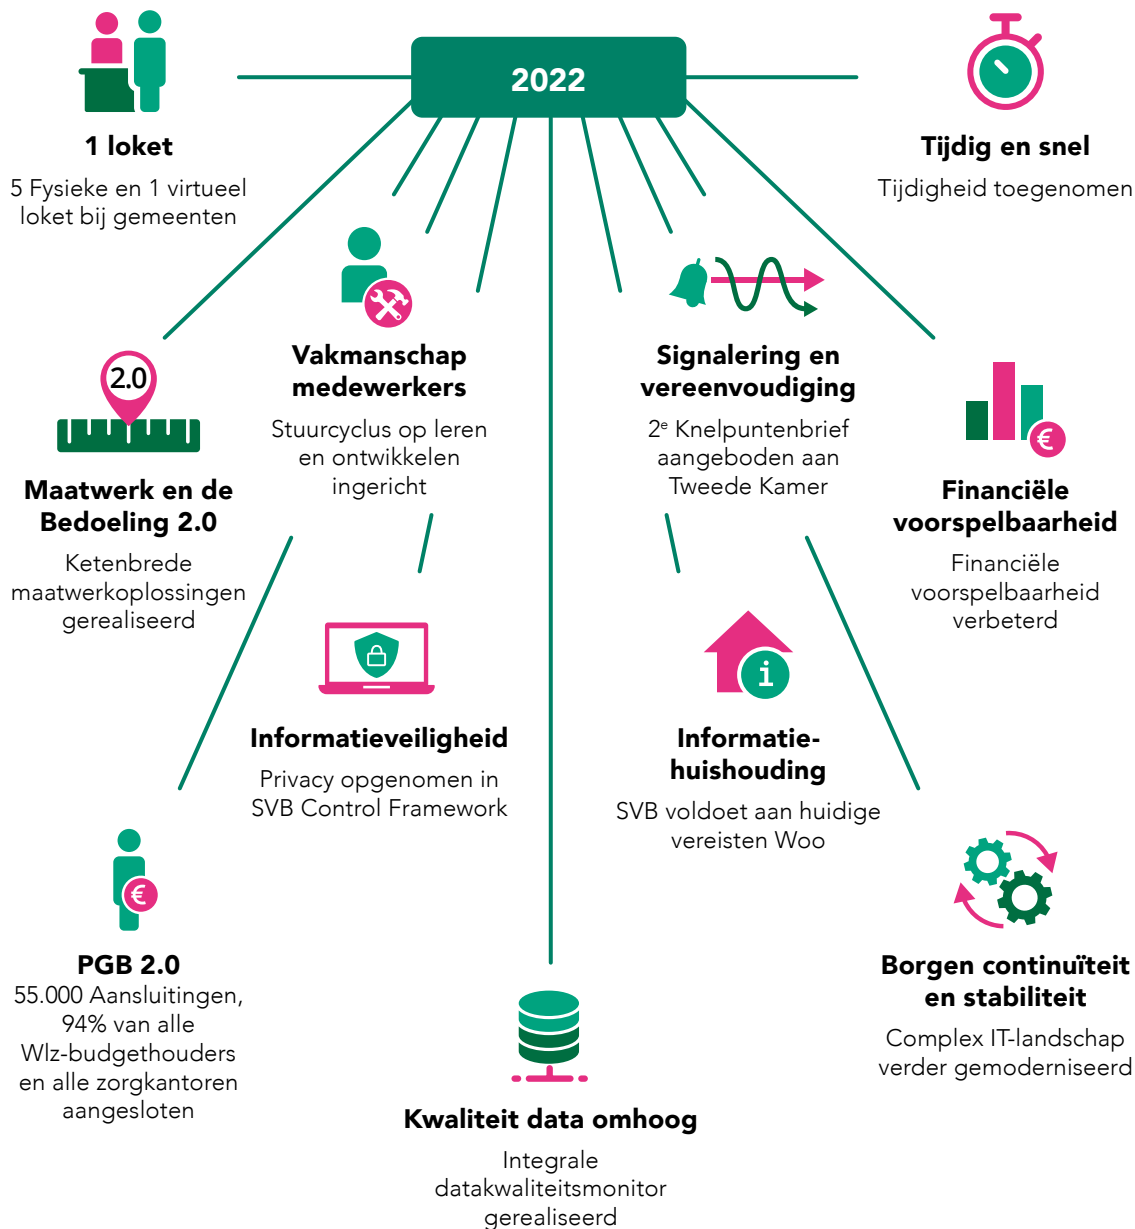 2022
1 loket
5 Fysieke en 1 virtueel
loket bij gemeenten
Tijdig en snel
Tijdigheid toegenomen
2.0
Maatwerk en de
Bedoeling 2.0
Ketenbrede
maatwerkoplossingen
gerealiseerd
Vakmanschap
medewerkers
Stuurcyclus op leren
en ontwikkelen
ingericht
Signalering en
vereenvoudiging
2e Knelpuntenbrief
aangeboden aan
Tweede Kamer
€
Financiële
voorspelbaarheid
Financiële
voorspelbaarheid
verbeterd
Informatieveiligheid
Privacy opgenomen in
SVB Control Framework
i
Informatie-
huishouding
SVB voldoet aan huidige
vereisten Woo
€
PGB 2.0
55.000 Aansluitingen,
94% van alle
Wlz-budgethouders
en alle zorgkantoren
aangesloten
Kwaliteit data omhoog
Integrale
datakwaliteitsmonitor
gerealiseerd
Borgen continuïteit
en stabiliteit
Complex IT-landschap
verder gemoderniseerd